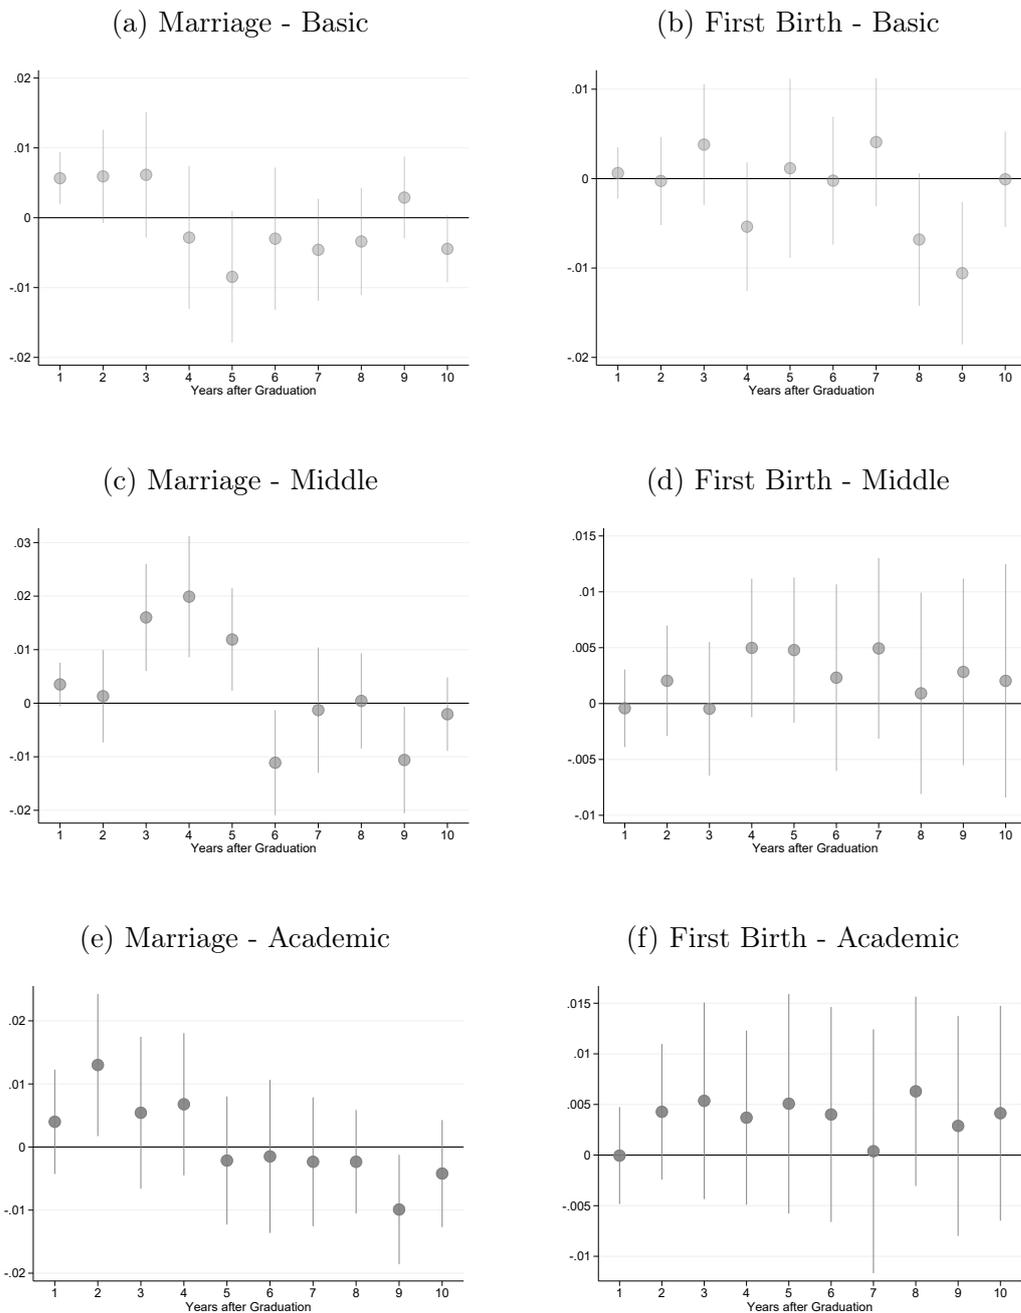 (a) Marriage - Basic
.02
.01
0
-.01
-.02
1 2 3 4 5 6 7 8 9 10
Years after Graduation
(b) First Birth - Basic
.01
0
-.01
-.02
1 2 3 4 5 6 7 8 9 10
Years after Graduation
(c) Marriage - Middle
.03
.02
.01
0
-.01
-.02
1 2 3 4 5 6 7 8 9 10
Years after Graduation
(d) First Birth - Middle
.015
.01
.005
0
-.005
-.01
1 2 3 4 5 6 7 8 9 10
Years after Graduation
(e) Marriage - Academic
.02
.01
0
-.01
-.02
1 2 3 4 5 6 7 8 9 10
Years after Graduation
(f) First Birth - Academic
.015
.01
.005
0
-.005
-.01
1 2 3 4 5 6 7 8 9 10
Years after Graduation